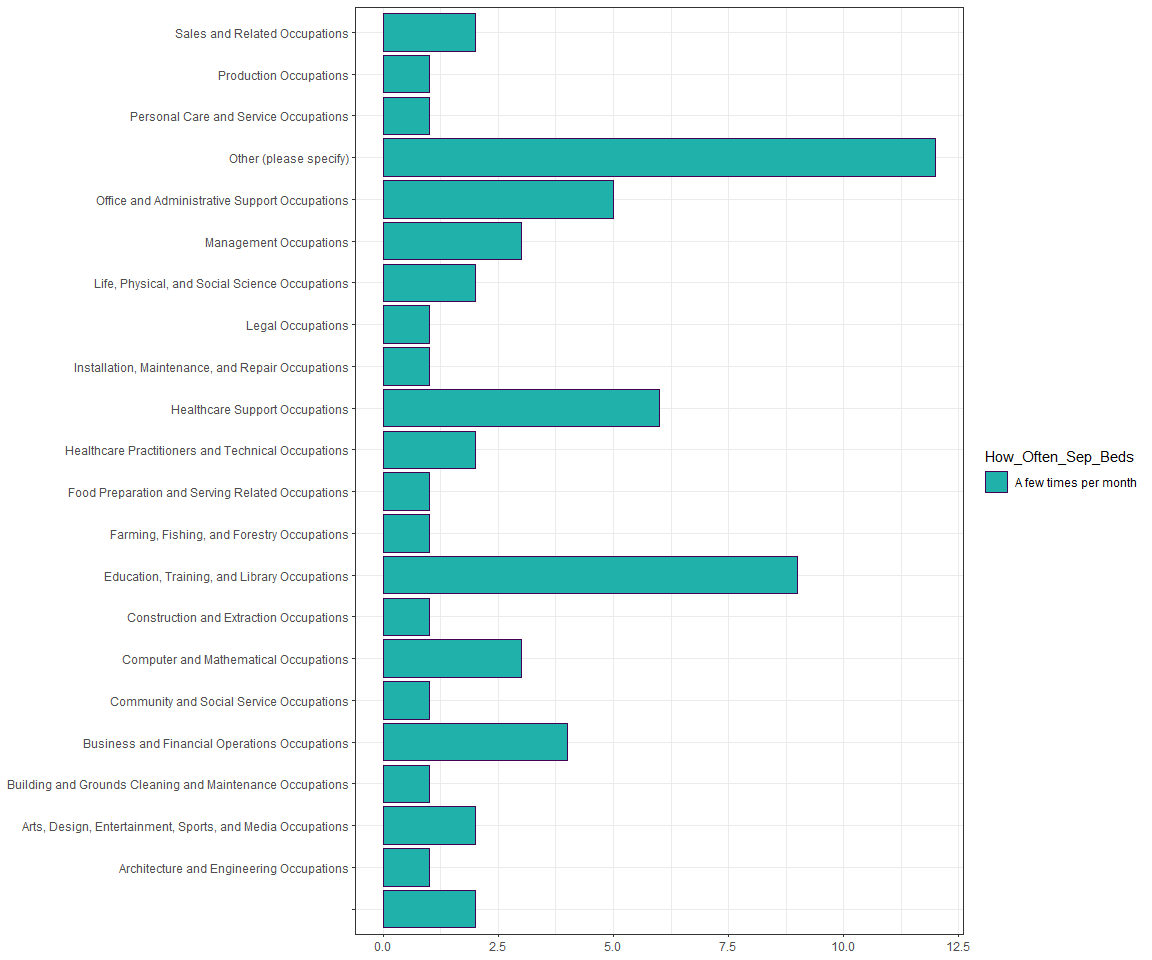 Sales and Related Occupations
Production Occupations
Personal Care and Service Occupations
Other (please specify)
Office and Administrative Support Occupations
Management Occupations
Life, Physical, and Social Science Occupations
Legal Occupations
Installation, Maintenance, and Repair Occupations
Healthcare Support Occupations
Healthcare Practitioners and Technical Occupations
Food Preparation and Serving Related Occupations
Farming, Fishing, and Forestry Occupations
Education, Training, and Library Occupations
Construction and Extraction Occupations
Computer and Mathematical Occupations
Community and Social Service Occupations
Business and Financial Operations Occupations
Building and Grounds Cleaning and Maintenance Occupations
Arts, Design, Entertainment, Sports, and Media Occupations
Architecture and Engineering Occupations
0.0 2.5 5.0 7.5 10.0 12.5
How_Often_Sep_Beds
A few times per month